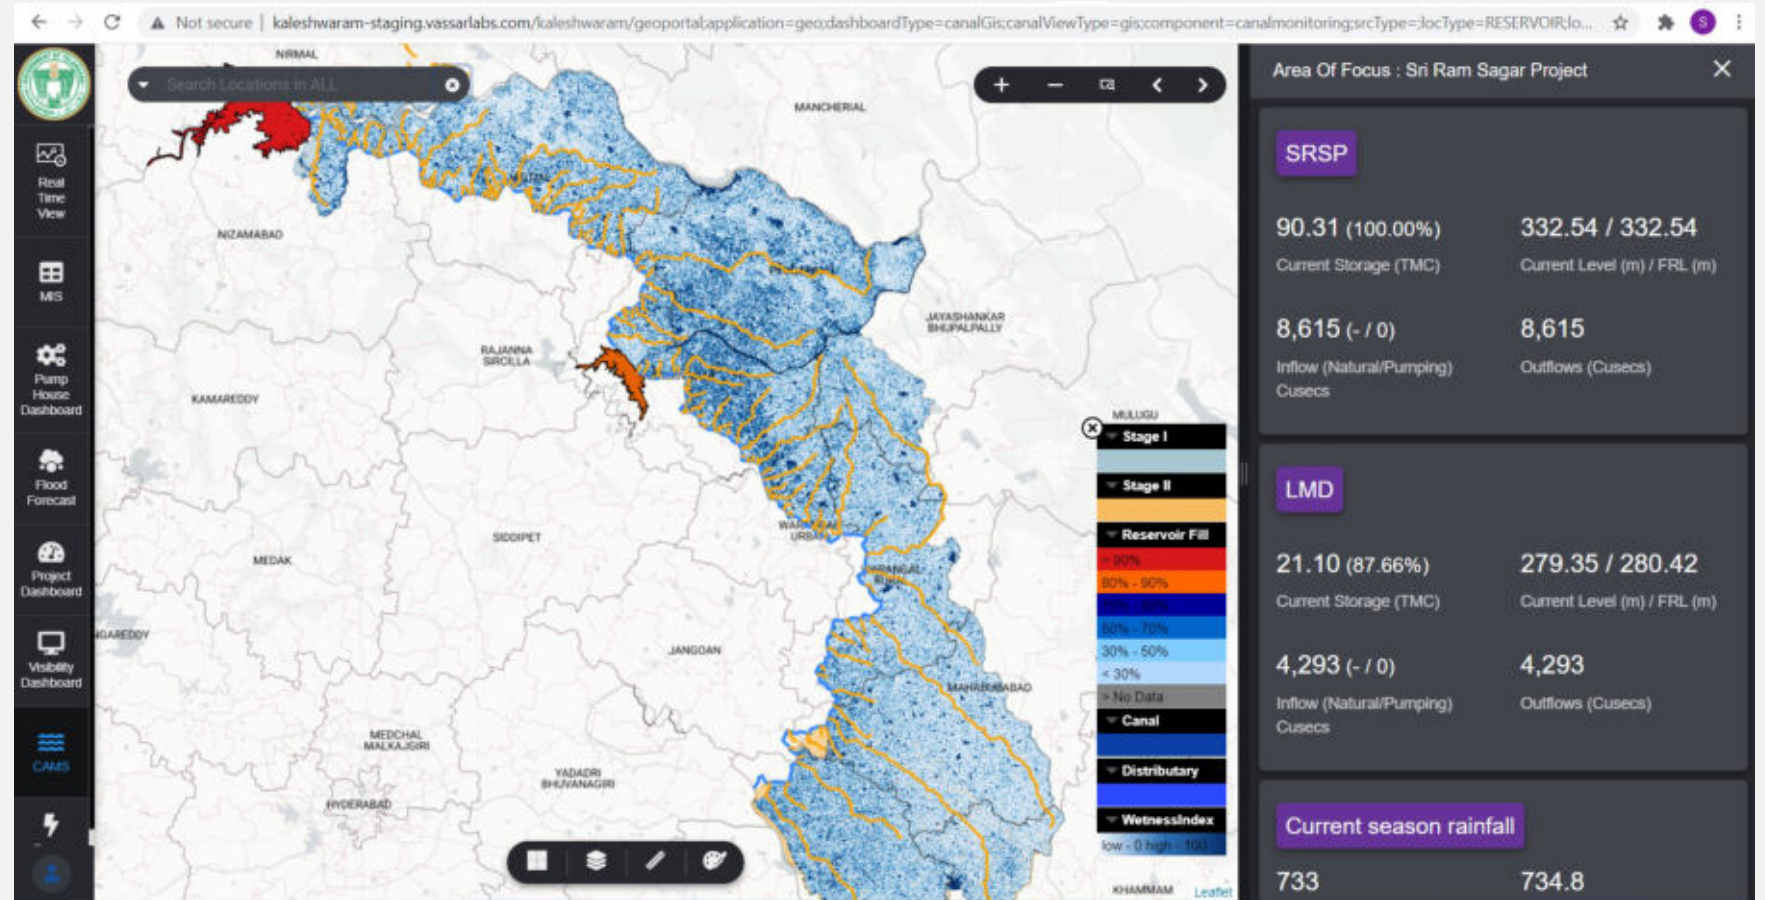 Not secure | kaleshwaram-staging.vassarlabs.com/kaleshwaram/geoportal;application=geo;dashboardType=canalGis;canalViewType=gis;component=canalmonitoring;srcType=;locType=RESERVOIR;lo...
S
Search Locations in ALL
Real
Time
View
MIS
Pump
House
Dashboard
Flood
Forecast
Project
Dashboard
Visibility
Dashboard
CAMS
NIRMAL
MANCHERIAL
NIZAMABAD
JAYASHANKAR
BHUPALPALLY
RAJANNA
SIRCILLA
KAMAREDDY
MULUGU
SIDDIPET
MEDAK
JANGOAN
MAHABUBABAD
MEDCHAL
MALKAJGIRI
YADADRI
BHUVANAGIRI
HYDERABAD
KHAMMAM
Leaflet
Stage I
Stage II
Reservoir Fill
> 90%
80% - 90%
50% - 70%
30% - 50%
< 30%
> No Data
Canal
Distributary
WetnessIndex
low - 0 high - 100
Area Of Focus : Sri Ram Sagar Project
SRSP
90.31 (100.00%)
332.54 / 332.54
Current Storage (TMC)
Current Level (m) / FRL (m)
8,615 (- / 0)
8,615
Inflow (Natural/Pumping)
Cusecs
Outflows (Cusecs)
LMD
21.10 (87.66%)
279.35 / 280.42
Current Storage (TMC)
Current Level (m) / FRL (m)
4,293 (- / 0)
4,293
Inflow (Natural/Pumping)
Cusecs
Outflows (Cusecs)
Current season rainfall
733
734.8